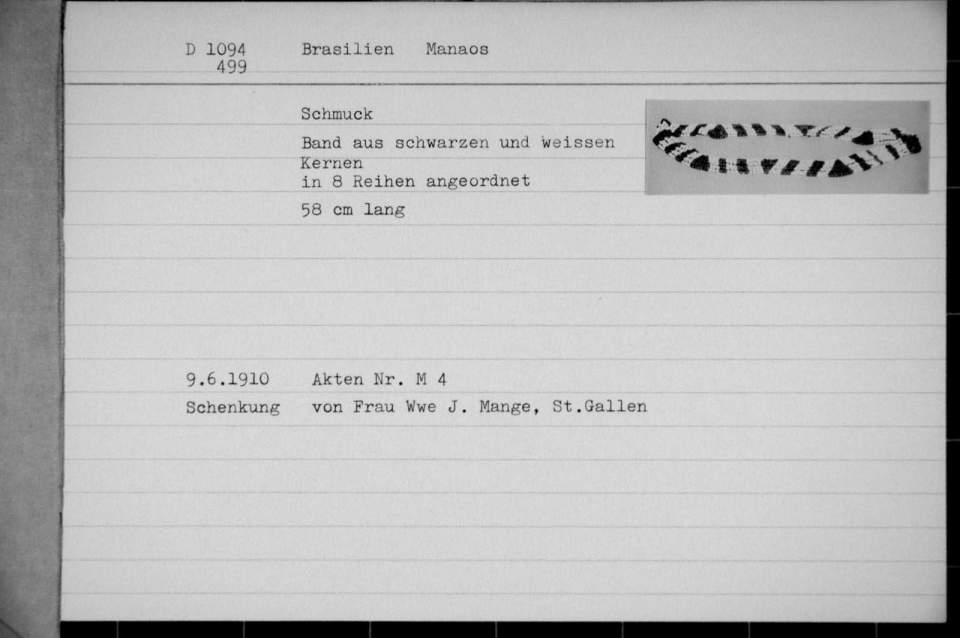 D 1094 Brasilien Manaos
499
Schmuck
Band aus schwarzen und weissen
Kernen
in 8 Reihen angeordnet
58 cm lang
9.6.1910 Akten Nr. M 4
Schenkung von Frau Wwe J. Mange, St.Gallen